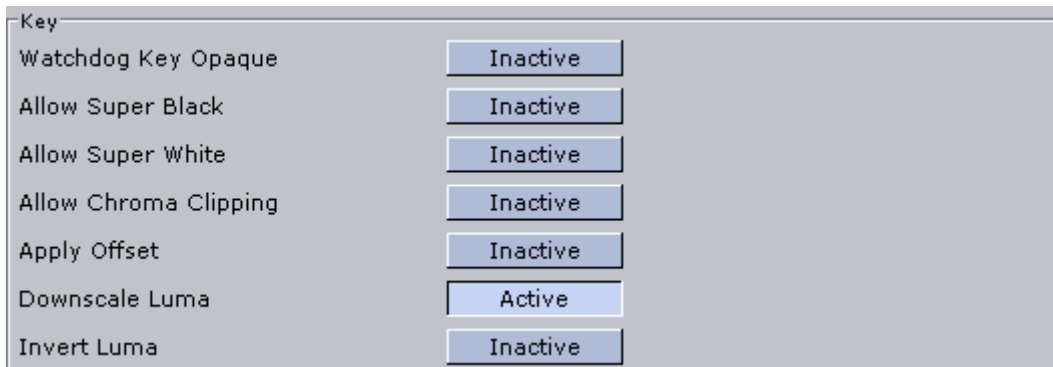 Key
Watchdog Key Opaque Inactive
Allow Super Black Inactive
Allow Super White Inactive
Allow Chroma Clipping Inactive
Apply Offset Inactive
Downscale Luma Active
Invert Luma Inactive